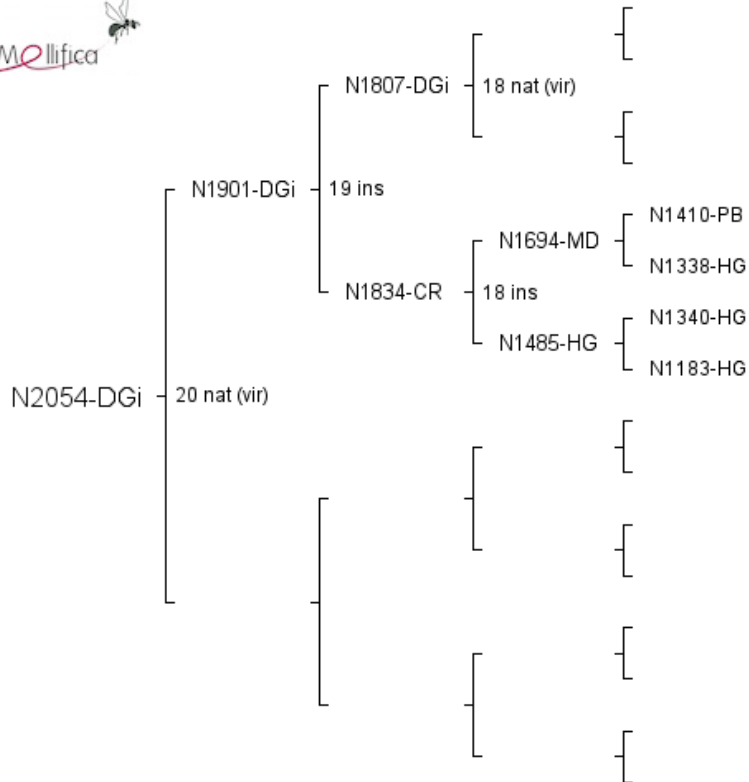 Mellifica
N1807-DGi
18 nat (vir)
N1901-DGi
19 ins
N1410-PB
N1694-MD
N1338-HG
N1834-CR
18 ins
N1340-HG
N1485-HG
N1183-HG
N2054-DGi
20 nat (vir)